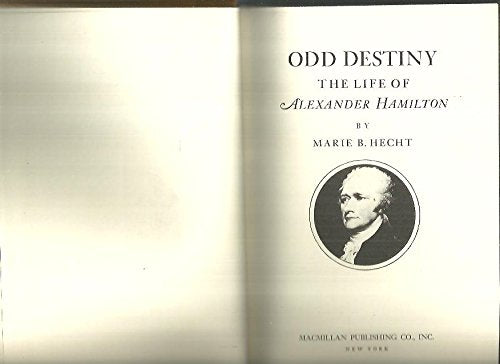 ODD DESTINY
THE LIFE OF
ALEXANDER HAMILTON
BY
MARIE B. HECHT
MACMILLAN PUBLISHING CO., INC.
NEW YORK